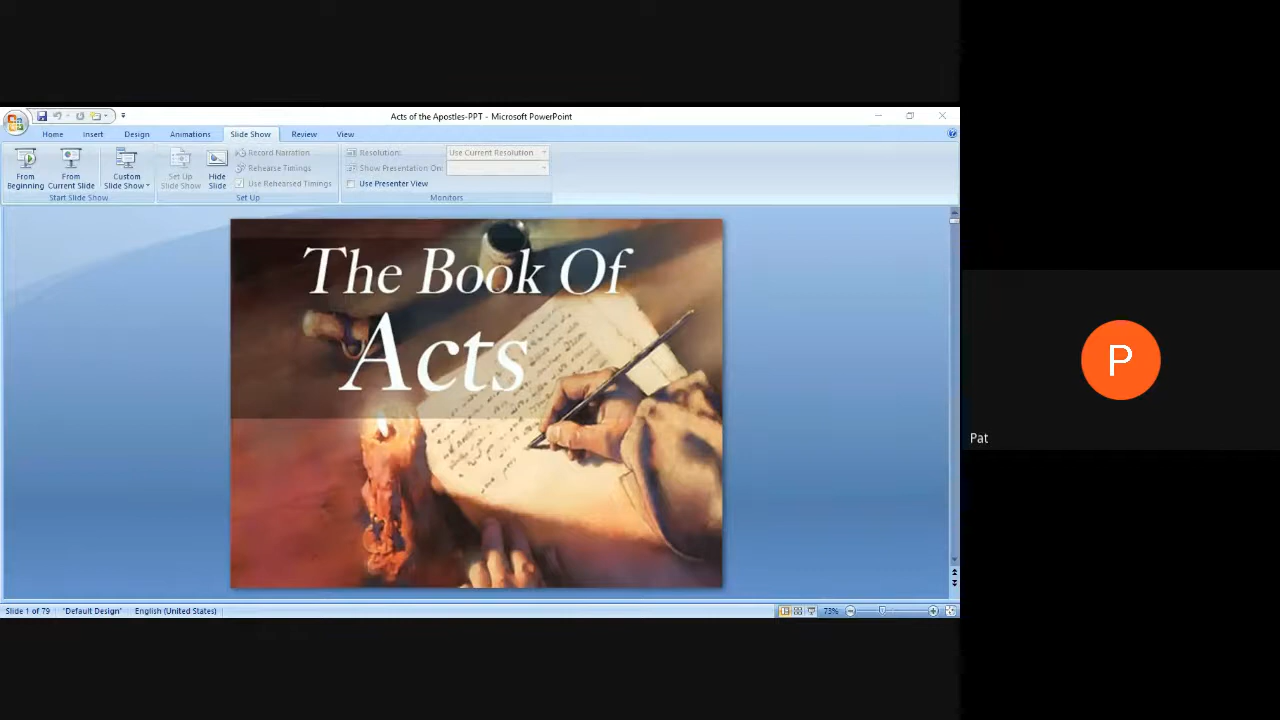 Acts of the Apostles-PPT - Microsoft PowerPoint
Home Insert Design Animations Slide Show Review View
From Beginning
From Current Slide
Custom Slide Show
Start Slide Show
Set Up Slide Show
Hide Slide
Record Narration
Rehearse Timings
Use Rehearsed Timings
Set Up
Resolution: Use Current Resolution
Show Presentation On:
Use Presenter View
Monitors
The Book Of
Acts
P
Pat
Slide 1 of 79 "Default Design" English (United States) 73%